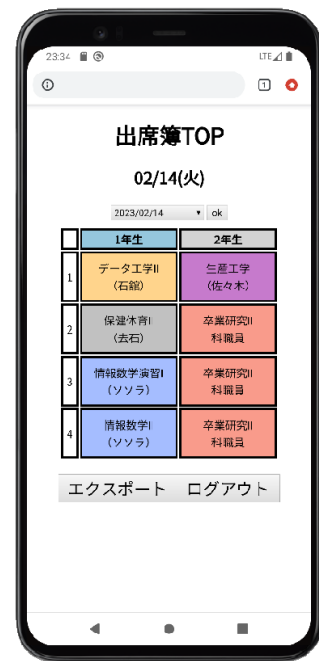 23:34
LTE
1
出席簿TOP
02/14(火)
2023/02/14 ok
1年生 2年生
1 データ工学II 生産工学
(石館) (佐々木)
2 保健体育I 卒業研究II
(去石) 科職員
3 情報数学演習I 卒業研究II
(ソソラ) 科職員
4 情報数学I 卒業研究II
(ソソラ) 科職員
エクスポート ログアウト